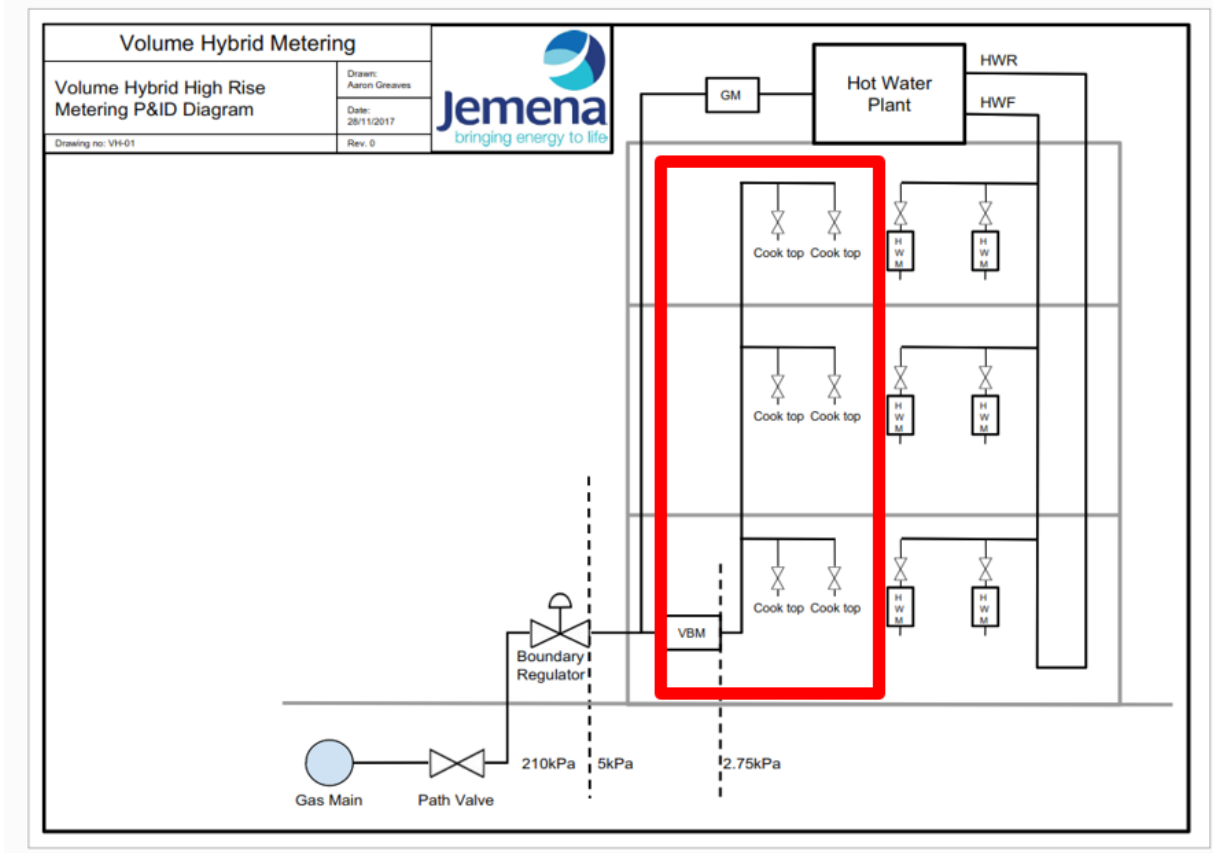 Volume Hybrid Metering
Volume Hybrid High Rise
Metering P&ID Diagram
Drawn:
Aaron Greaves
Date:
28/11/2017
Drawing no: VH-01
Rev. 0
Jemena
bringing energy to life
GM
Hot Water
Plant
HWR
HWF
Cook top Cook top
H
W
M
H
W
M
Cook top Cook top
H
W
M
H
W
M
Cook top Cook top
H
W
M
H
W
M
VBM
Boundary
Regulator
210kPa
5kPa
2.75kPa
Gas Main
Path Valve